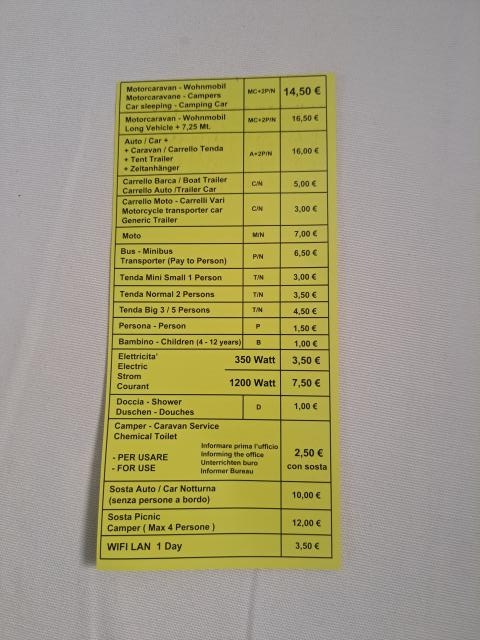 Motorcaravan - Wohnmobil
Motorcaravane - Campers
Car sleeping - Camping Car
MC+2P/N
14,50 €
Motorcaravan - Wohnmobil
Long Vehicle + 7,25 Mt.
MC+2P/N
16,50 €
Auto / Car +
+ Caravan / Carrello Tenda
+ Tent Trailer
+ Zeltanhänger
A+2P/N
16,00 €
Carrello Barca / Boat Trailer
Carrello Auto /Trailer Car
C/N
5,00 €
Carrello Moto - Carrelli Vari
Motorcycle transporter car
Generic Trailer
C/N
3,00 €
Moto
M/N
7,00 €
Bus - Minibus
Transporter (Pay to Person)
P/N
6,50 €
Tenda Mini Small 1 Person
T/N
3,00 €
Tenda Normal 2 Persons
T/N
3,50 €
Tenda Big 3 / 5 Persons
T/N
4,50 €
Persona - Person
P
1,50 €
Bambino - Children (4 - 12 years)
B
1,00 €
Elettricita'
Electric
Strom
Courant
350 Watt
3,50 €
1200 Watt
7,50 €
Doccia - Shower
Duschen - Douches
D
1,00 €
Camper - Caravan Service
Chemical Toilet
- PER USARE
- FOR USE
Informare prima l'ufficio
Informing the office
Unterrichten buro
Informer Bureau
2,50 €
con sosta
Sosta Auto / Car Notturna
(senza persone a bordo)
10,00 €
Sosta Picnic
Camper ( Max 4 Persone )
12,00 €
WIFI LAN 1 Day
3,50 €